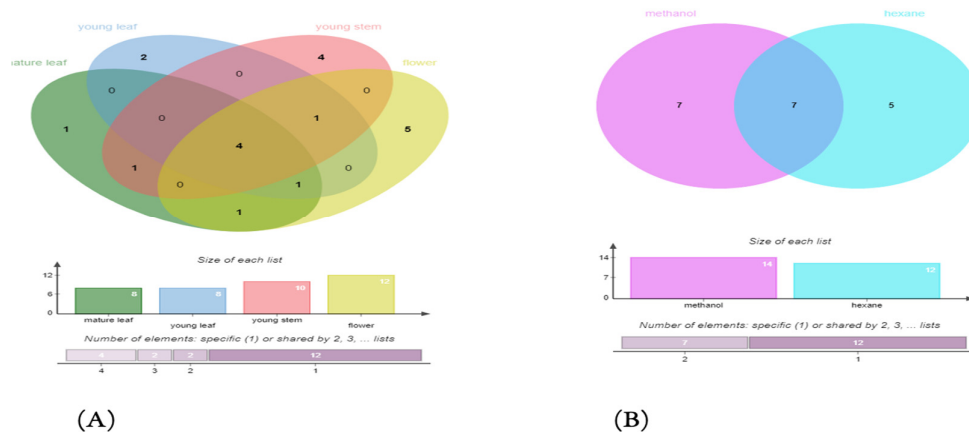 young leaf
young stem
mature leaf
flower
2
4
0
0
0
0
1
1
5
4
1
0
1
0
1
Size of each list
12
6
0
8
8
10
12
mature leaf
young leaf
young stem
flower
Number of elements: specific (1) or shared by 2, 3, ... lists
4
2
2
12
4
3
2
1
(A)
methanol
hexane
7
7
5
Size of each list
14
7
0
14
12
methanol
hexane
Number of elements: specific (1) or shared by 2, 3, ... lists
7
12
2
1
(B)